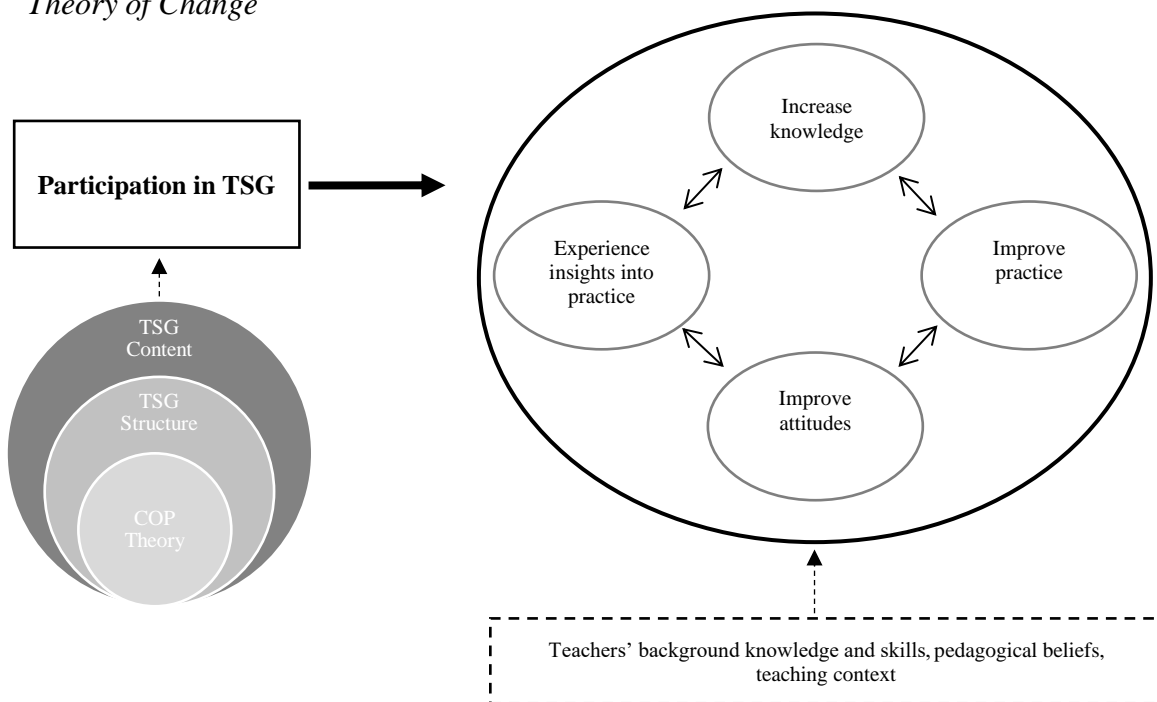 Theory of Change
Participation in TSG
TSG
Content
TSG
Structure
COP
Theory
Increase
knowledge
Experience
insights into
practice
Improve
practice
Improve
attitudes
Teachers’ background knowledge and skills, pedagogical beliefs,
teaching context